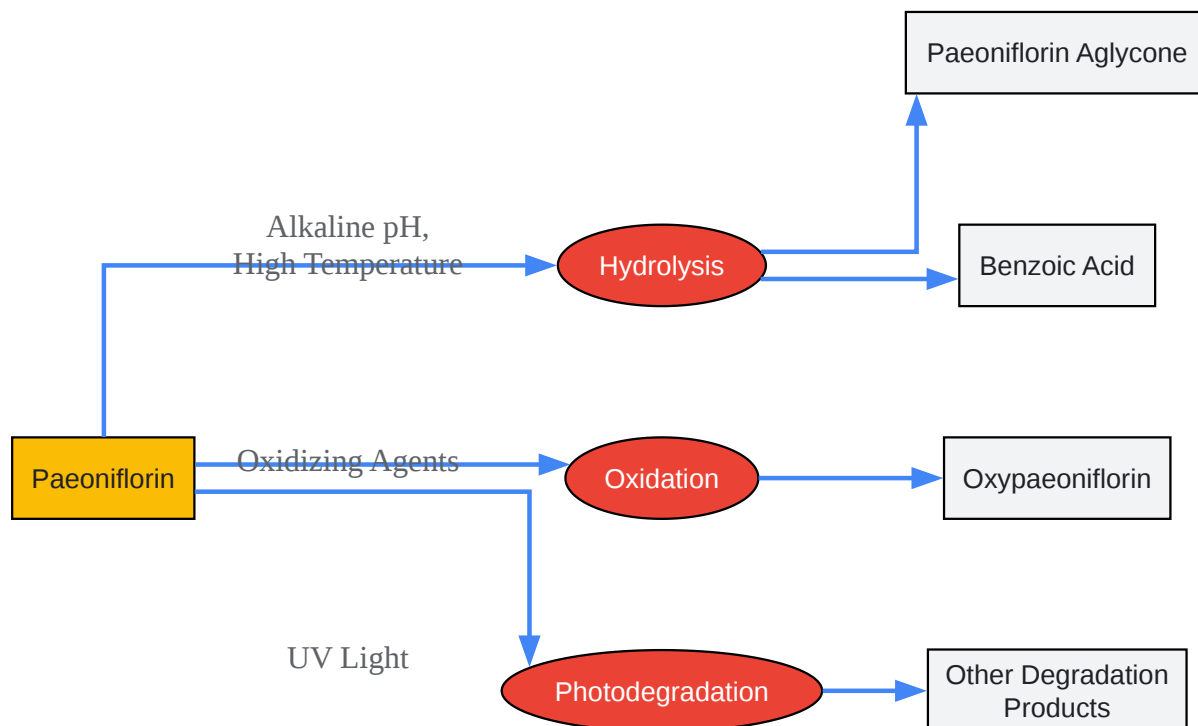 Paeoniflorin Aglycone
Alkaline pH,
High Temperature
Hydrolysis
Benzoic Acid
Paeoniflorin
Oxidizing Agents
Oxidation
Oxypaeoniflorin
UV Light
Photodegradation
Other Degradation
Products